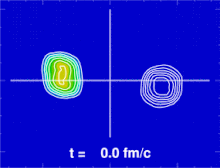 t = 0.0 fm/c